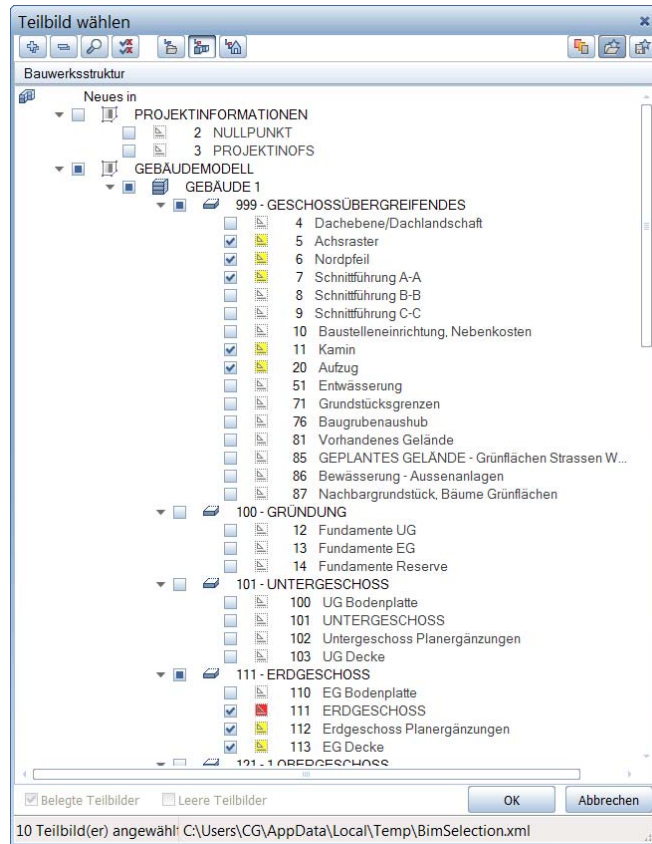 Teilbild wählen
Bauwerksstruktur
Neues in
PROJEKTINFORMATIONEN
2 NULLPUNKT
3 PROJEKTINOFS
GEBÄUDEMODELL
GEBÄUDE 1
999 - GESCHOSSÜBERGREIFENDES
4 Dachebene/Dachlandschaft
5 Achsraster
6 Nordpfeil
7 Schnittführung A-A
8 Schnittführung B-B
9 Schnittführung C-C
10 Baustelleneinrichtung, Nebenkosten
11 Kamin
20 Aufzug
51 Entwässerung
71 Grundstücksgrenzen
76 Baugrubenaushub
81 Vorhandenes Gelände
85 GEPLANTES GELÄNDE - Grünflächen Strassen W...
86 Bewässerung - Aussenanlagen
87 Nachbargrundstück, Bäume Grünflächen
100 - GRÜNDUNG
12 Fundamente UG
13 Fundamente EG
14 Fundamente Reserve
101 - UNTERGESCHOSS
100 UG Bodenplatte
101 UNTERGESCHOSS
102 Untergeschoss Planergänzungen
103 UG Decke
111 - ERDGESCHOSS
110 EG Bodenplatte
111 ERDGESCHOSS
112 Erdgeschoss Planergänzungen
113 EG Decke
121 - 1.OBERGESCHOSS
Belegte Teilbilder Leere Teilbilder OK Abbrechen
10 Teilbild(er) angewählt C:\Users\CG\AppData\Local\Temp\BimSelection.xml